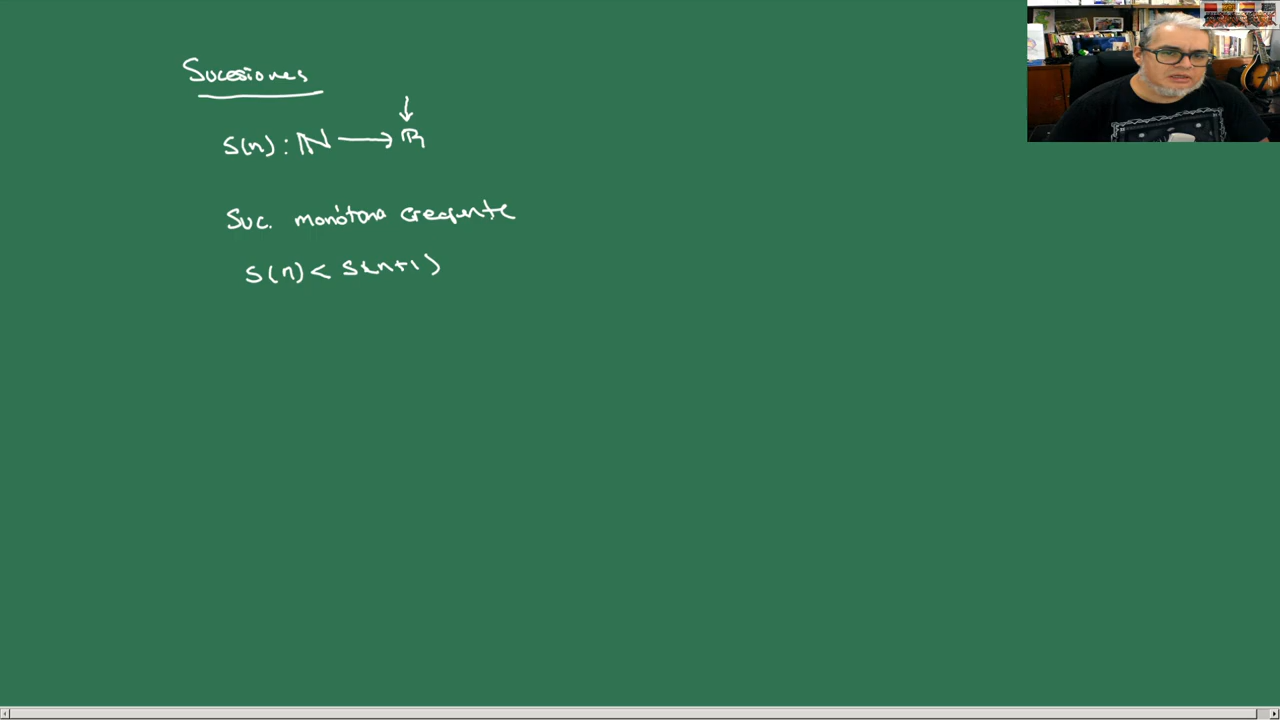 Sucesiones
S(n) : ℕ ⟶ ℝ
Suc. monótona creciente
S(n) < S(n+1)